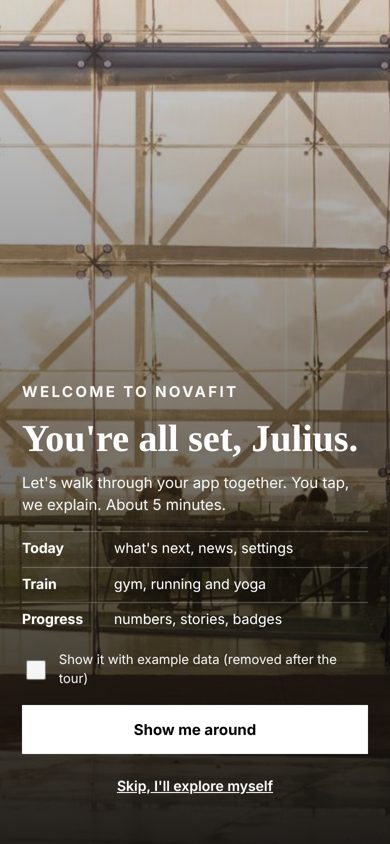 WELCOME TO NOVAFIT
You're all set, Julius.
Let's walk through your app together. You tap,
we explain. About 5 minutes.
Today what's next, news, settings
Train gym, running and yoga
Progress numbers, stories, badges
Show it with example data (removed after the
tour)
Show me around
Skip, I'll explore myself